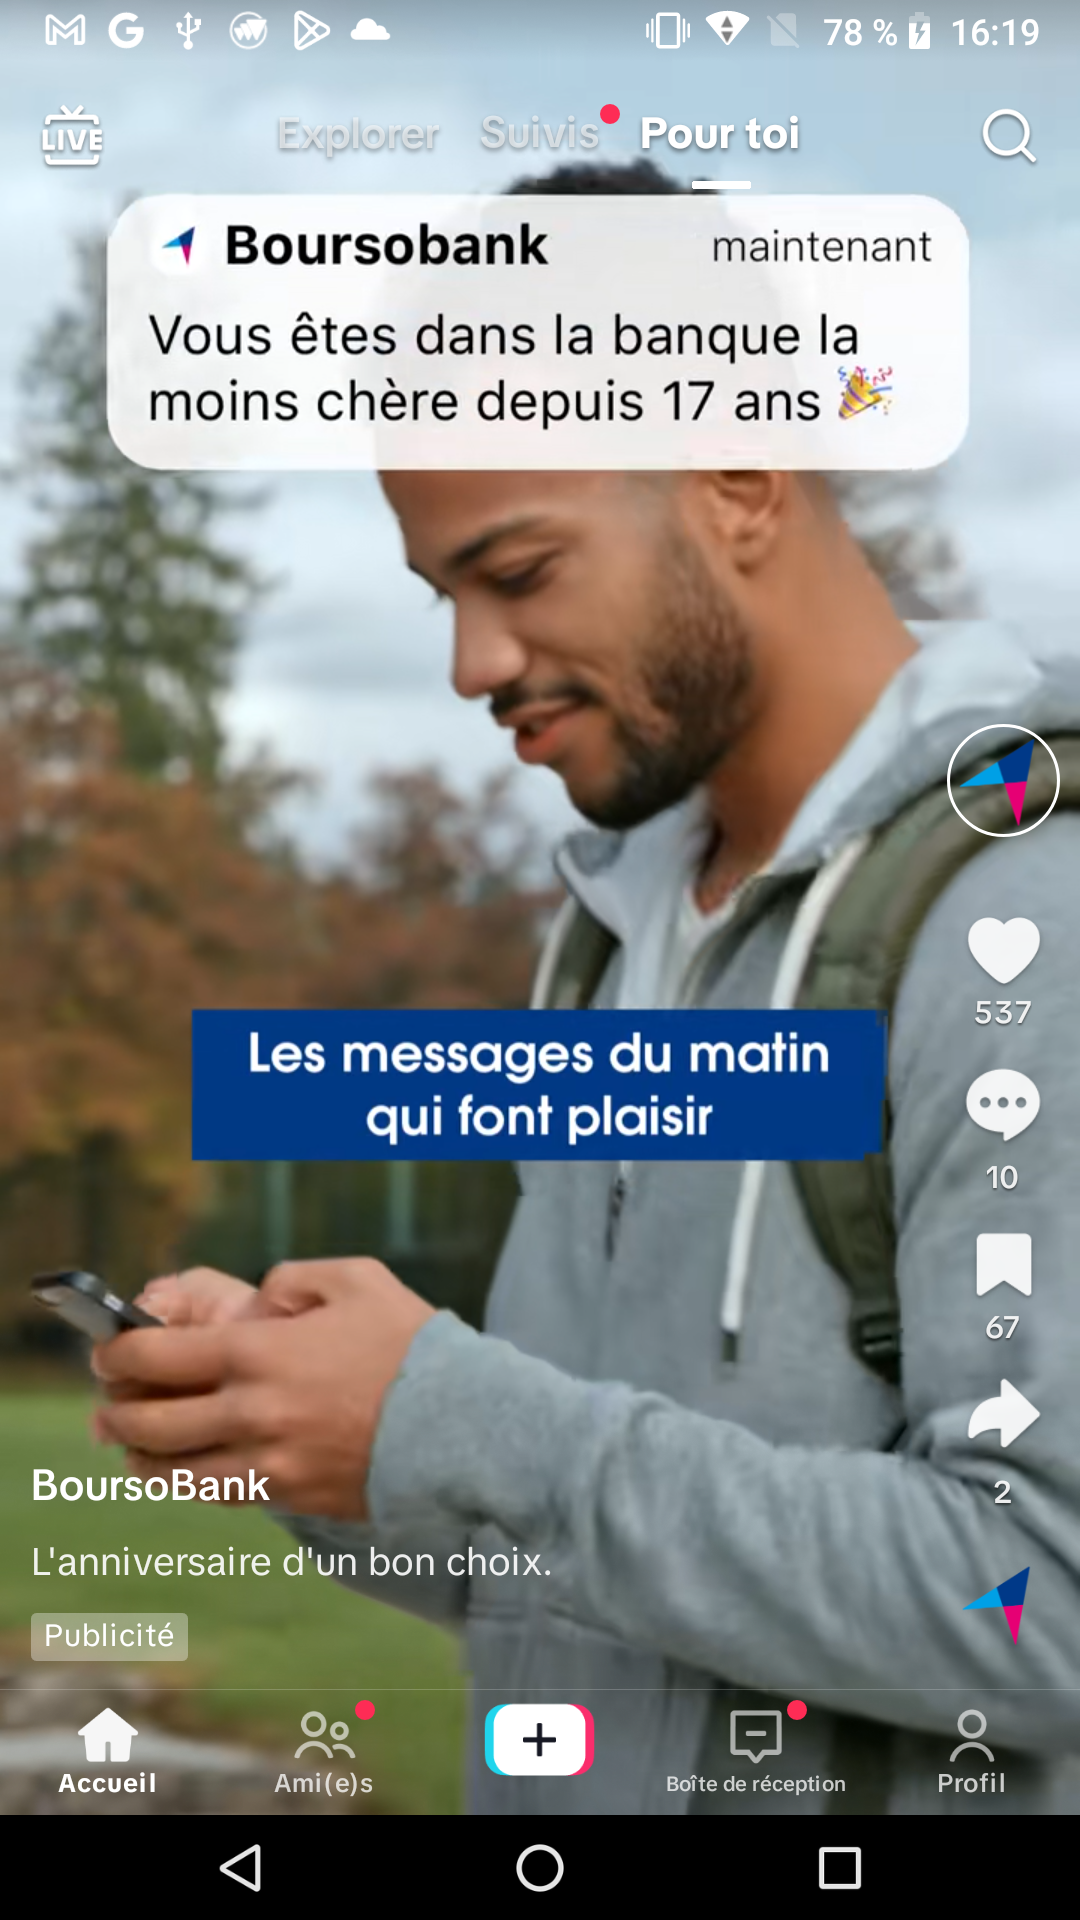 78 % 16:19
LIVE Explorer Suivis Pour toi
Boursobank maintenant
Vous êtes dans la banque la
moins chère depuis 17 ans 🎉
Les messages du matin
qui font plaisir
537
10
67
2
BoursoBank
L'anniversaire d'un bon choix.
Publicité
Accueil Ami(e)s Boîte de réception Profil